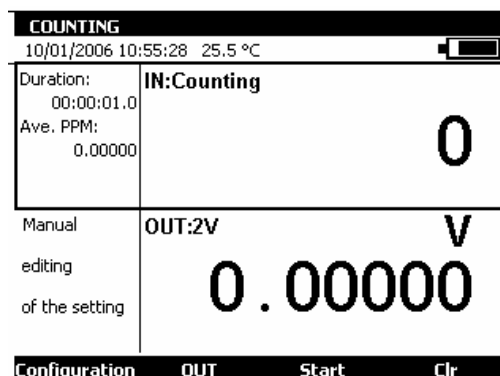 COUNTING
10/01/2006 10:55:28 25.5 °C
Duration:
00:00:01.0
Ave. PPM:
0.00000
IN:Counting
0
Manual
editing
of the setting
OUT:2V
V
0.00000
Configuration OUT Start Clr